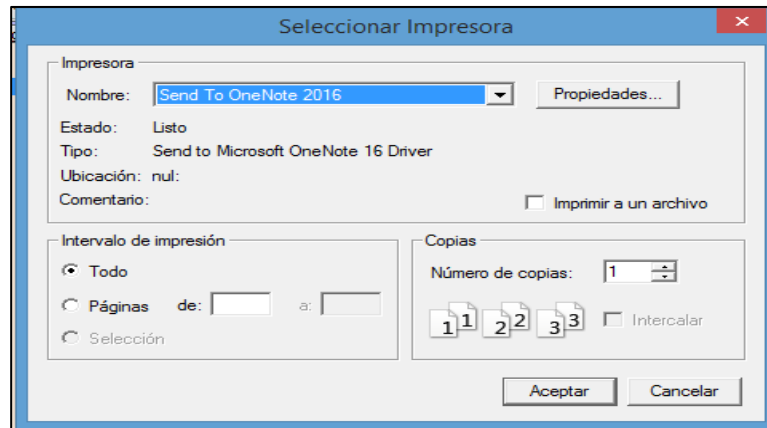 Seleccionar Impresora
Impresora
Nombre: Send To OneNote 2016 Propiedades...
Estado: Listo
Tipo: Send to Microsoft OneNote 16 Driver
Ubicación: nul:
Comentario: Imprimir a un archivo
Intervalo de impresión
Todo
Páginas de: a:
Selección
Copias
Número de copias: 1
1 1 2 2 3 3 Intercalar
Aceptar Cancelar